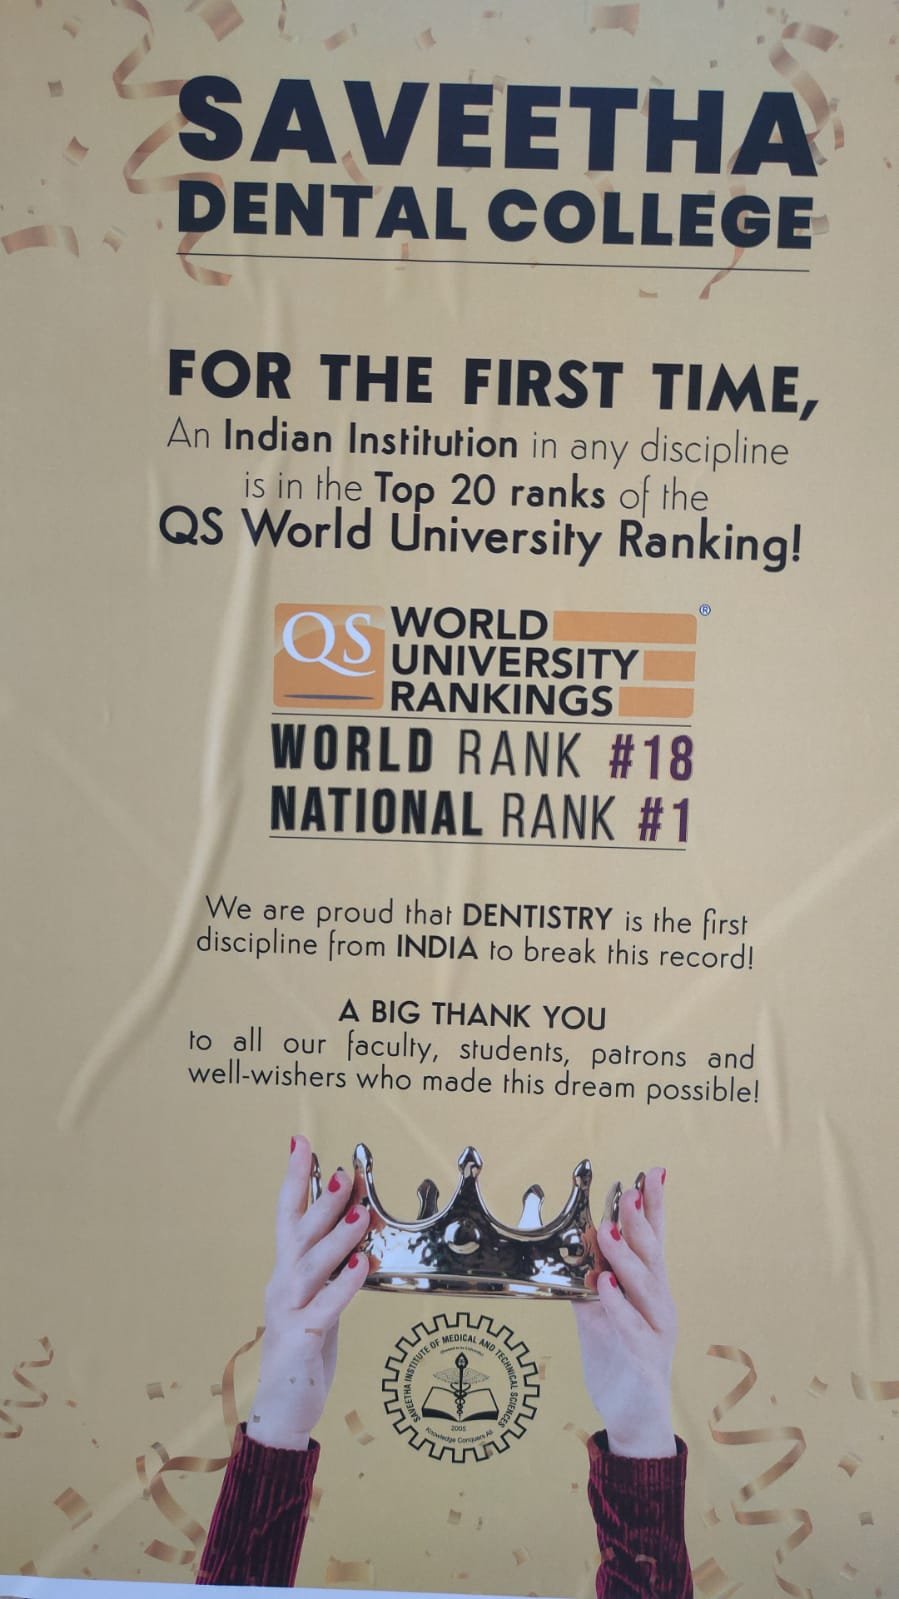 SAVEETHA
DENTAL COLLEGE
FOR THE FIRST TIME,
An Indian Institution in any discipline
is in the Top 20 ranks of the
QS World University Ranking!
QS WORLD ®
UNIVERSITY
RANKINGS
WORLD RANK #18
NATIONAL RANK #1
We are proud that DENTISTRY is the first
discipline from INDIA to break this record!
A BIG THANK YOU
to all our faculty, students, patrons and
well-wishers who made this dream possible!
SAVEETHA INSTITUTE OF MEDICAL AND TECHNICAL SCIENCES
2005
Knowledge Conquers All